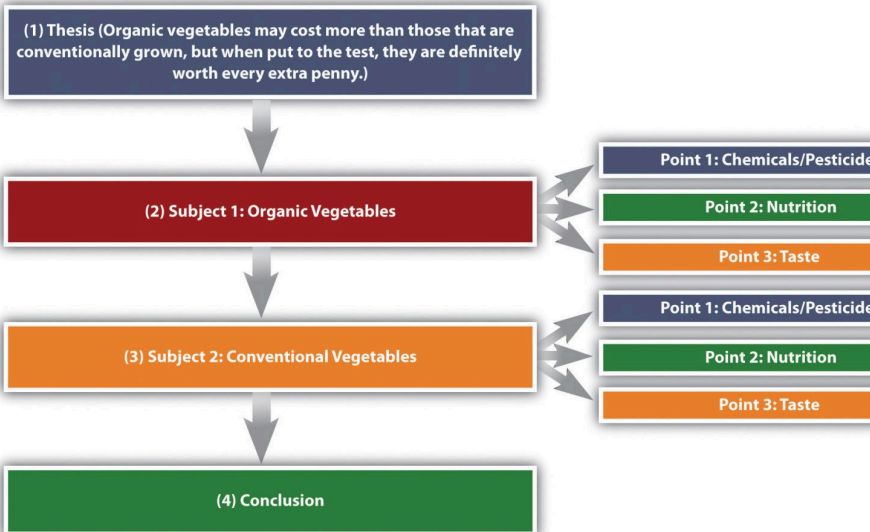 (1) Thesis (Organic vegetables may cost more than those that are
conventionally grown, but when put to the test, they are definitely
worth every extra penny.)
(2) Subject 1: Organic Vegetables
Point 1: Chemicals/Pesticide
Point 2: Nutrition
Point 3: Taste
(3) Subject 2: Conventional Vegetables
Point 1: Chemicals/Pesticide
Point 2: Nutrition
Point 3: Taste
(4) Conclusion